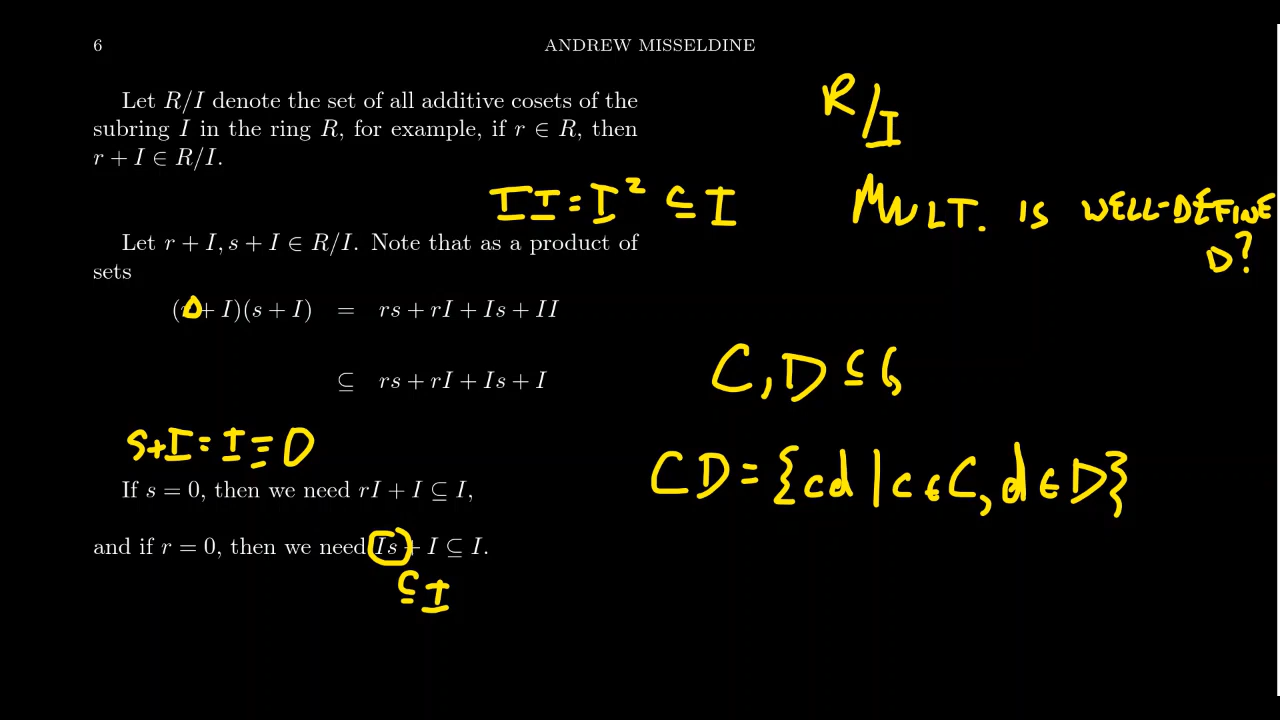 6 ANDREW MISSELDINE
Let R/I denote the set of all additive cosets of the
subring I in the ring R, for example, if r ∈ R, then
r + I ∈ R/I.
R/I
II = I² ⊆ I
MULT. IS WELL-DEFINE
D?
Let r + I, s + I ∈ R/I. Note that as a product of
sets
(0 + I)(s + I) = rs + rI + Is + II
⊆ rs + rI + Is + I
C, D ⊆ G
S+I = I ≡ 0
CD = {cd | c ∈ C, d ∈ D}
If s = 0, then we need rI + I ⊆ I,
and if r = 0, then we need Is + I ⊆ I.
⊆ I